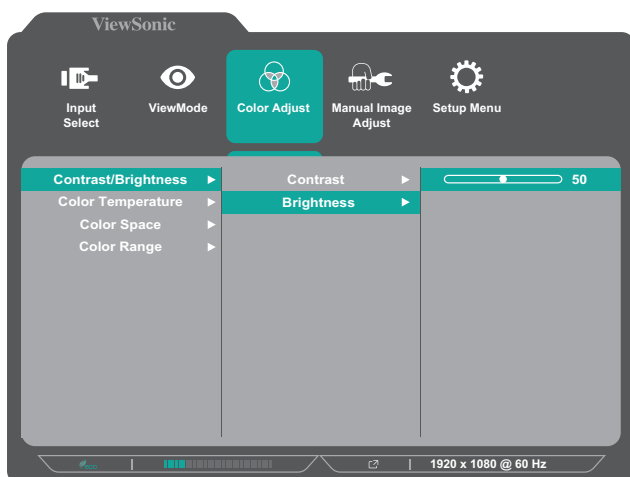 ViewSonic
Input Select
ViewMode
Color Adjust
Manual Image Adjust
Setup Menu
Contrast/Brightness
Contrast
50
Color Temperature
Brightness
Color Space
Color Range
ECO
1920 x 1080 @ 60 Hz